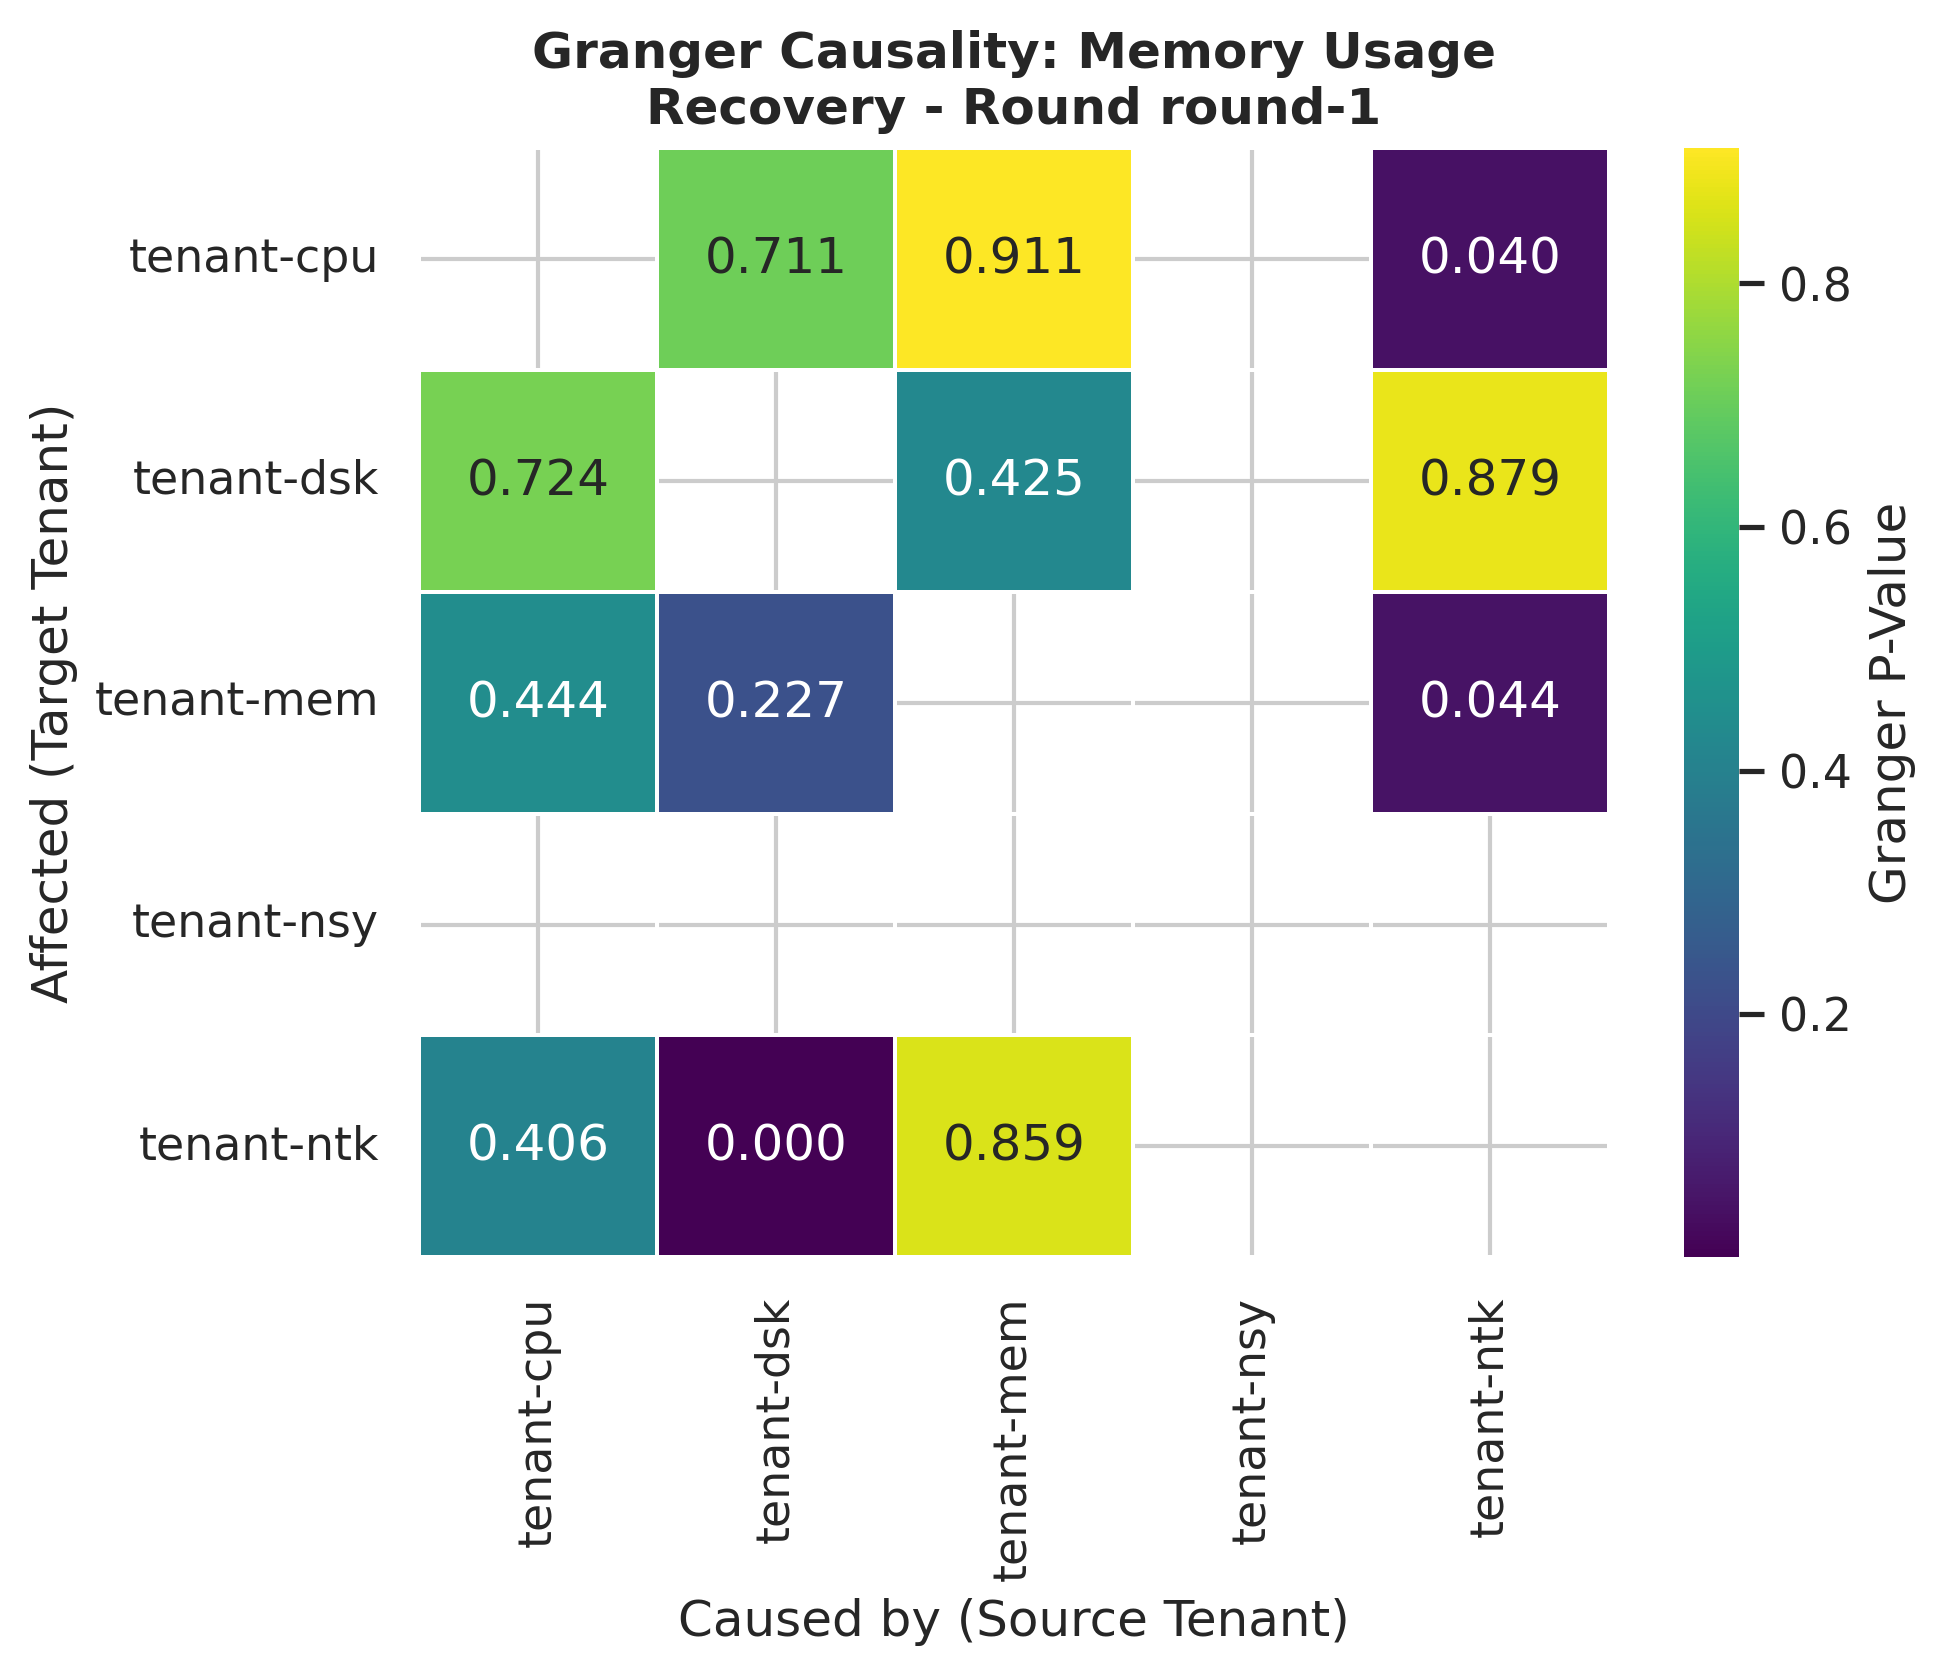 Granger Causality: Memory Usage
Recovery - Round round-1
Affected (Target Tenant)
tenant-cpu
0.711
0.911
0.040
tenant-dsk
0.724
0.425
0.879
tenant-mem
0.444
0.227
0.044
tenant-nsy
tenant-ntk
0.406
0.000
0.859
tenant-cpu
tenant-dsk
tenant-mem
tenant-nsy
tenant-ntk
Caused by (Source Tenant)
0.8
0.6
0.4
0.2
Granger P-Value